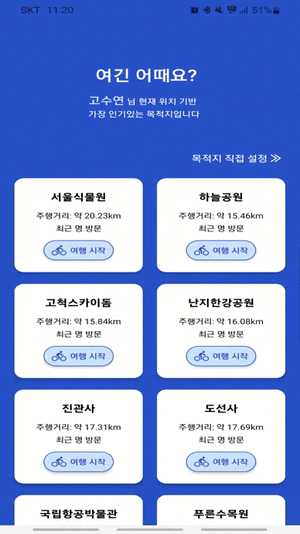 SKT 11:20 51%
여긴 어때요?
고수연 님 현재 위치 기반
가장 인기있는 목적지입니다
목적지 직접 설정 ≫
서울식물원
주행거리: 약 20.23km
최근 명 방문
여행 시작
하늘공원
주행거리: 약 15.46km
최근 명 방문
여행 시작
고척스카이돔
주행거리: 약 15.84km
최근 명 방문
여행 시작
난지한강공원
주행거리: 약 16.08km
최근 명 방문
여행 시작
진관사
주행거리: 약 17.31km
최근 명 방문
여행 시작
도선사
주행거리: 약 17.69km
최근 명 방문
여행 시작
국립항공박물관
푸른수목원